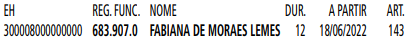 EH REG. FUNC. NOME DUR. A PARTIR ART.
300008000000000 683.907.0 FABIANA DE MORAES LEMES 12 18/06/2022 143